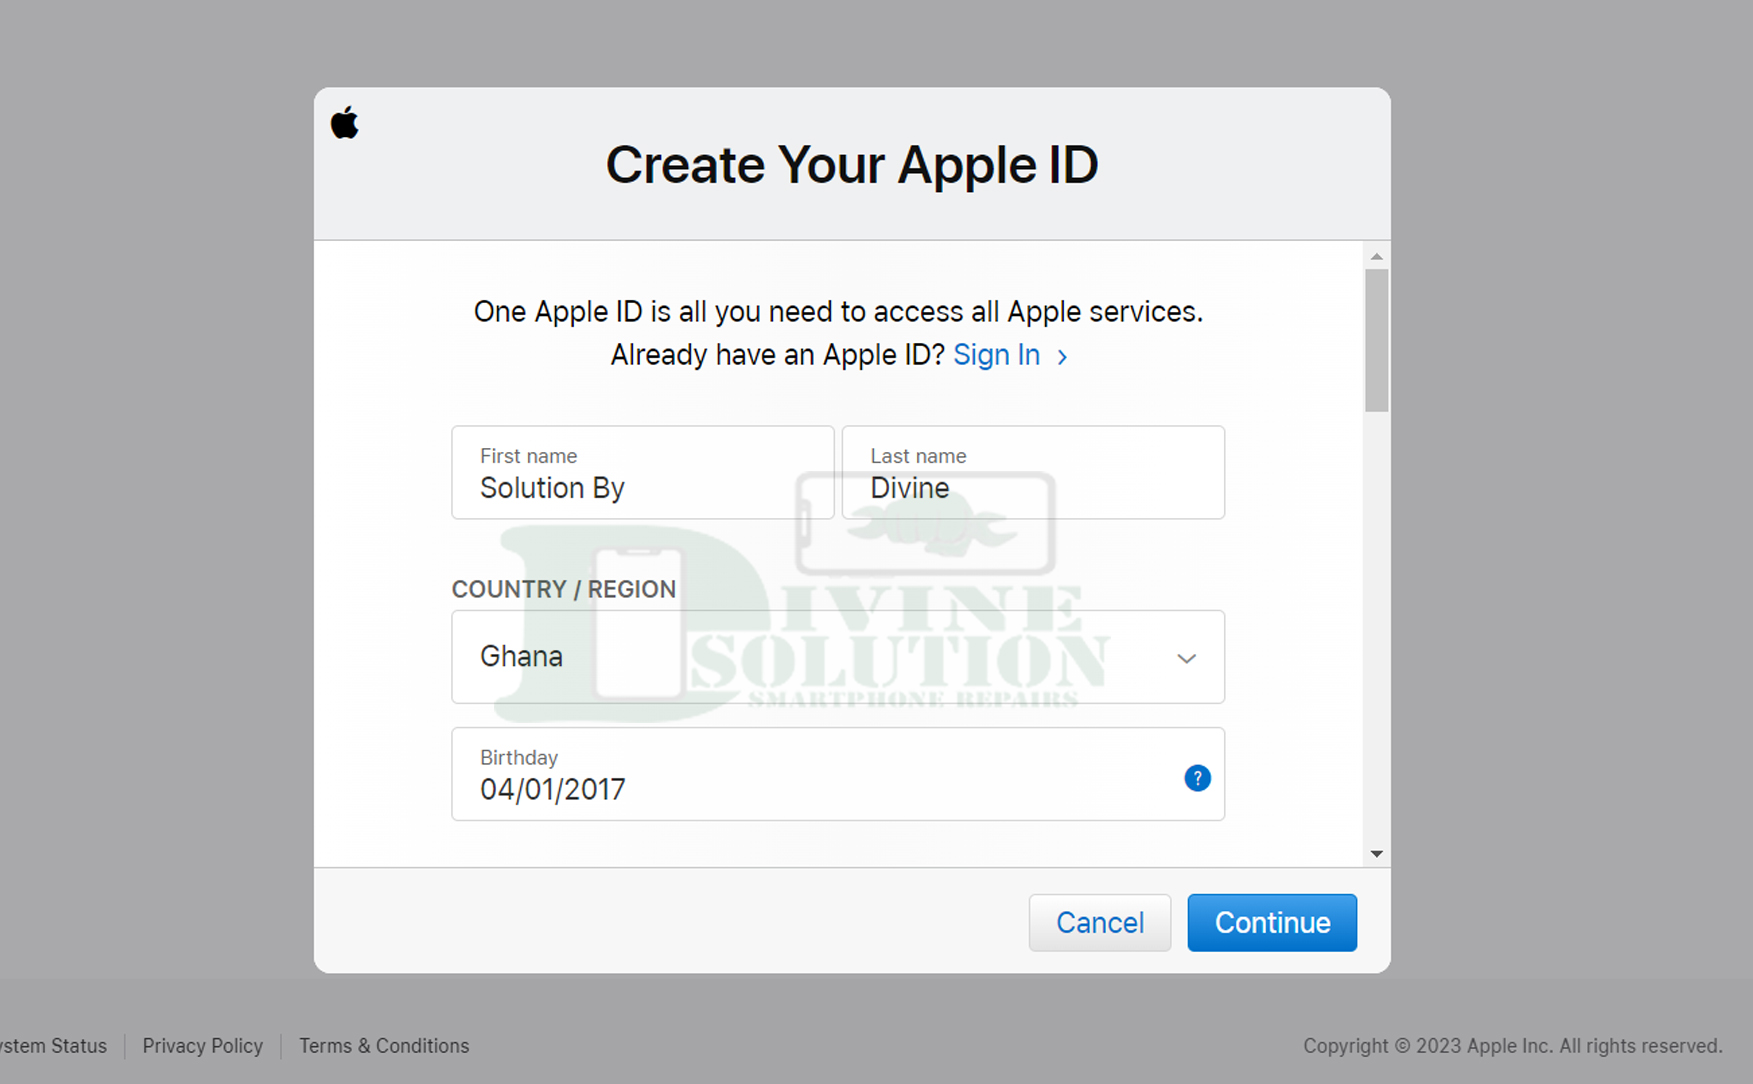 Create Your Apple ID
One Apple ID is all you need to access all Apple services.
Already have an Apple ID? Sign In >
First name
Solution By
Last name
Divine
COUNTRY / REGION
Ghana
Birthday
04/01/2017
?
DIVINE
SOLUTION
SMARTPHONE REPAIRS
Cancel
Continue
ystem Status
Privacy Policy
Terms & Conditions
Copyright © 2023 Apple Inc. All rights reserved.